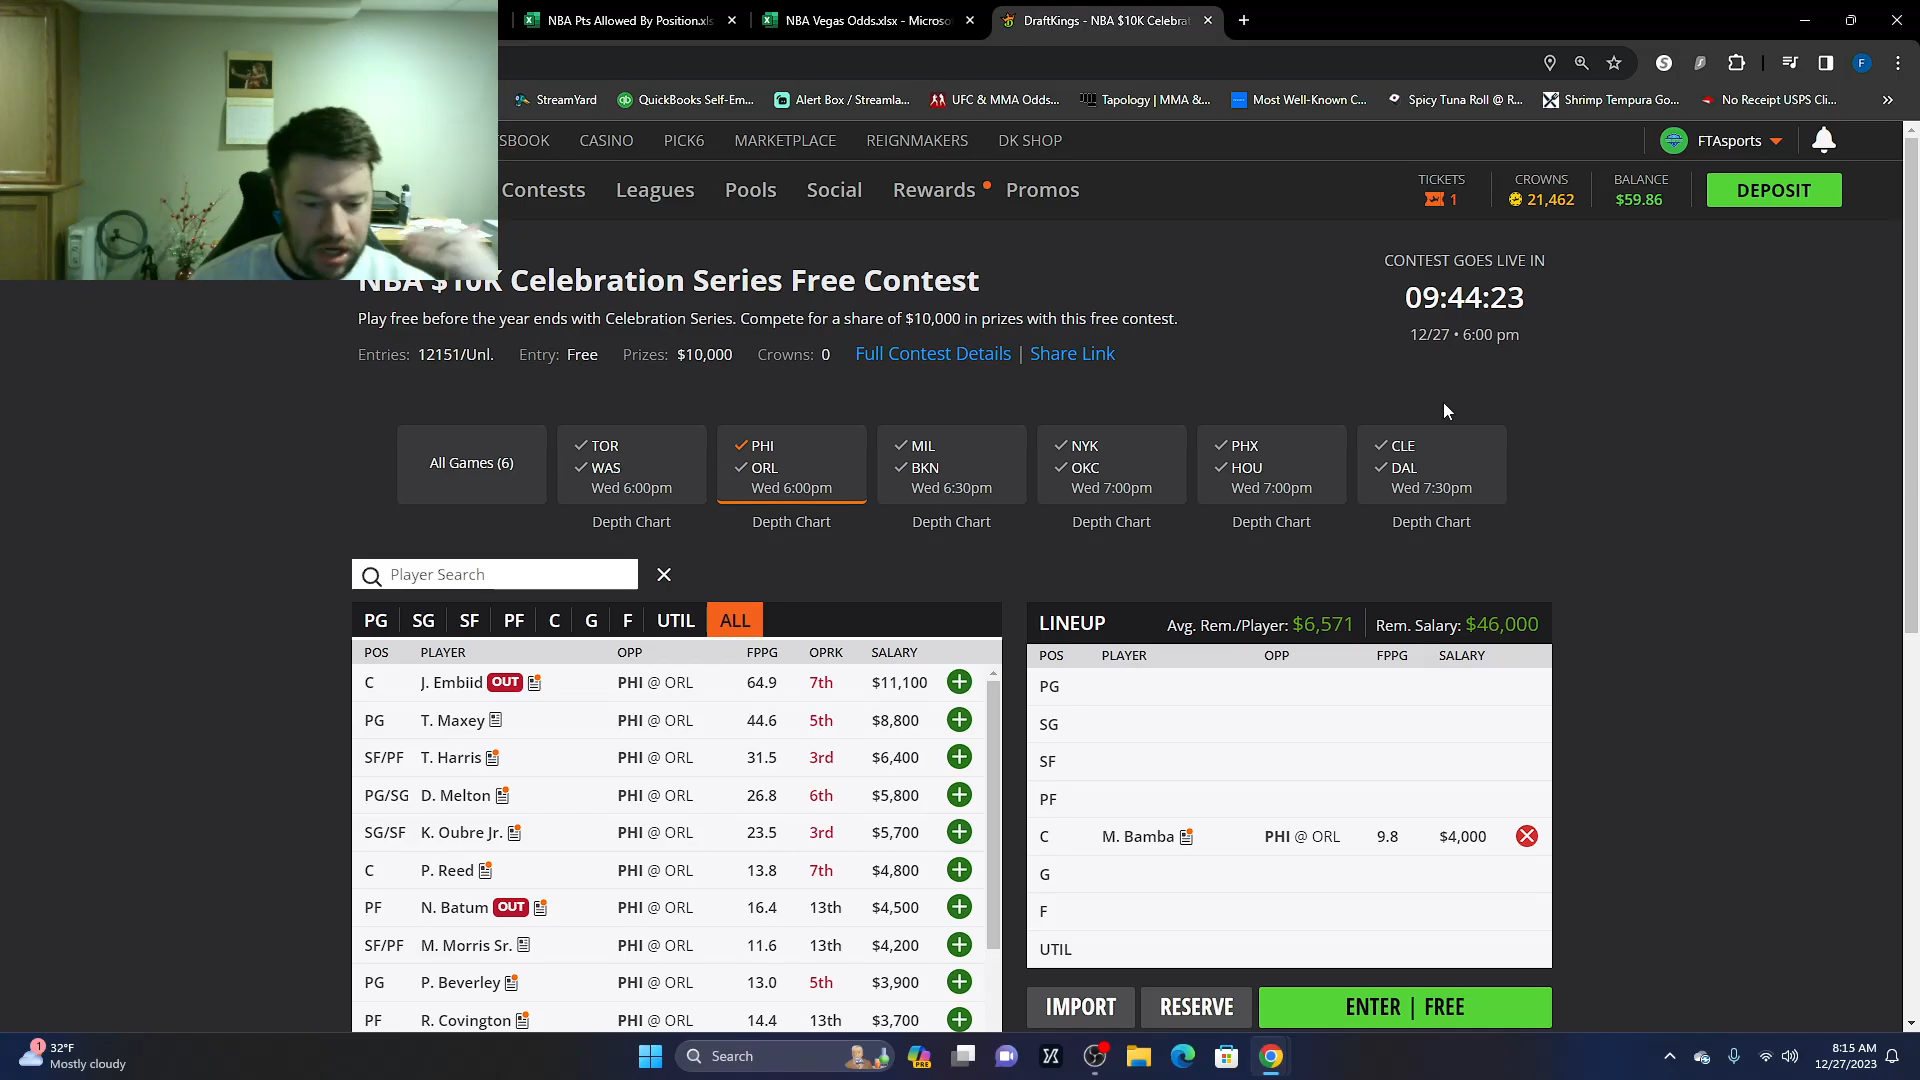 NBA Pts Allowed By Position.xls
NBA Vegas Odds.xlsx - Microso
DraftKings - NBA $10K Celebrat
StreamYard
QuickBooks Self-Em...
Alert Box / Streamla...
UFC & MMA Odds...
Tapology | MMA &...
Most Well-Known C...
Spicy Tuna Roll @ R...
Shrimp Tempura Go...
No Receipt USPS Cli...
SBOOK CASINO PICK6 MARKETPLACE REIGNMAKERS DK SHOP
FTAsports
Contests Leagues Pools Social Rewards Promos
TICKETS 1
CROWNS 21,462
BALANCE $59.86
DEPOSIT
NBA $10K Celebration Series Free Contest
Play free before the year ends with Celebration Series. Compete for a share of $10,000 in prizes with this free contest.
Entries: 12151/Unl. Entry: Free Prizes: $10,000 Crowns: 0 Full Contest Details | Share Link
CONTEST GOES LIVE IN
09:44:23
12/27 • 6:00 pm
All Games (6)
TOR
WAS
Wed 6:00pm
Depth Chart
PHI
ORL
Wed 6:00pm
Depth Chart
MIL
BKN
Wed 6:30pm
Depth Chart
NYK
OKC
Wed 7:00pm
Depth Chart
PHX
HOU
Wed 7:00pm
Depth Chart
CLE
DAL
Wed 7:30pm
Depth Chart
Player Search
PG SG SF PF C G F UTIL ALL
POS PLAYER OPP FPPG OPRK SALARY
C J. Embiid OUT PHI @ ORL 64.9 7th $11,100
PG T. Maxey PHI @ ORL 44.6 5th $8,800
SF/PF T. Harris PHI @ ORL 31.5 3rd $6,400
PG/SG D. Melton PHI @ ORL 26.8 6th $5,800
SG/SF K. Oubre Jr. PHI @ ORL 23.5 3rd $5,700
C P. Reed PHI @ ORL 13.8 7th $4,800
PF N. Batum OUT PHI @ ORL 16.4 13th $4,500
SF/PF M. Morris Sr. PHI @ ORL 11.6 13th $4,200
PG P. Beverley PHI @ ORL 13.0 5th $3,900
PF R. Covington PHI @ ORL 14.4 13th $3,700
LINEUP Avg. Rem./Player: $6,571 Rem. Salary: $46,000
POS PLAYER OPP FPPG SALARY
PG
SG
SF
PF
C M. Bamba PHI @ ORL 9.8 $4,000
G
F
UTIL
IMPORT RESERVE ENTER | FREE
1
32°F
Mostly cloudy
Search
PRE
8:15 AM
12/27/2023